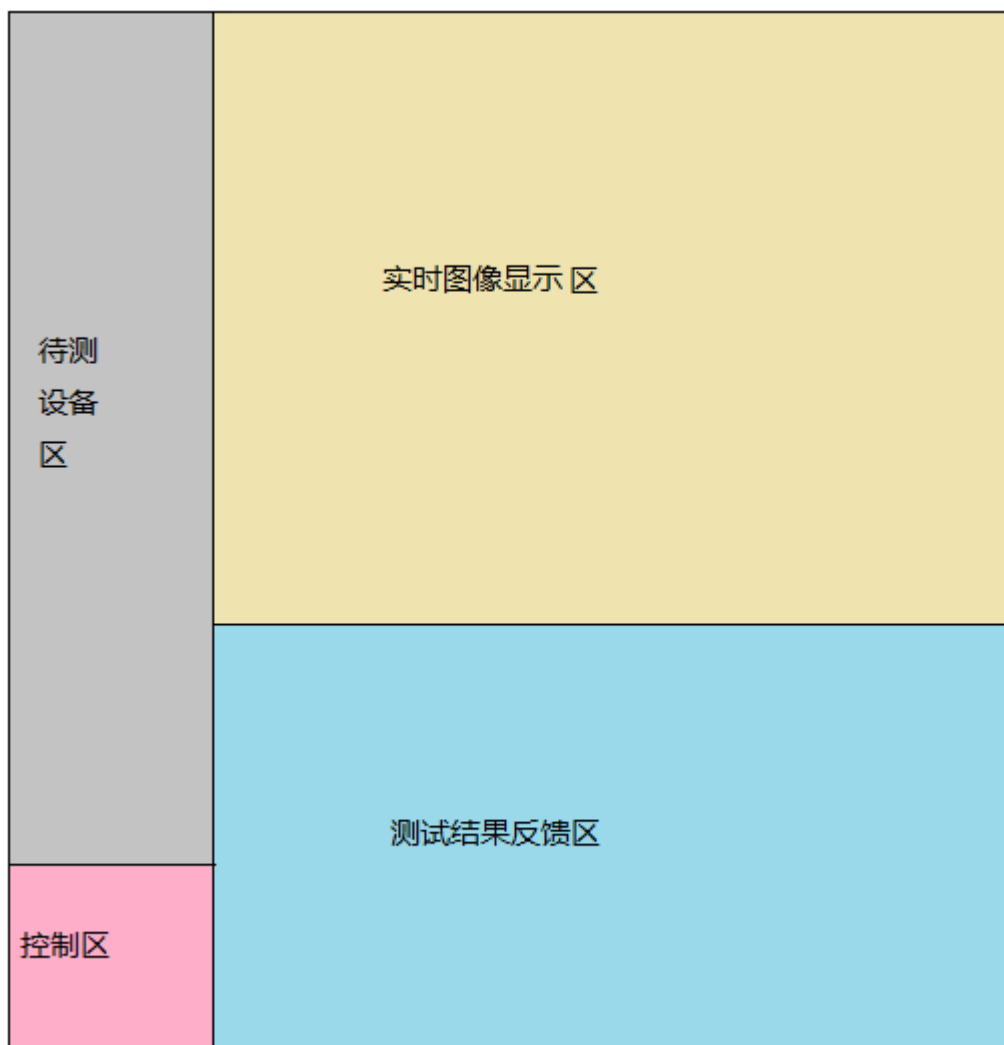 待测
设备
区
实时图像显示 区
测试结果反馈区
控制区